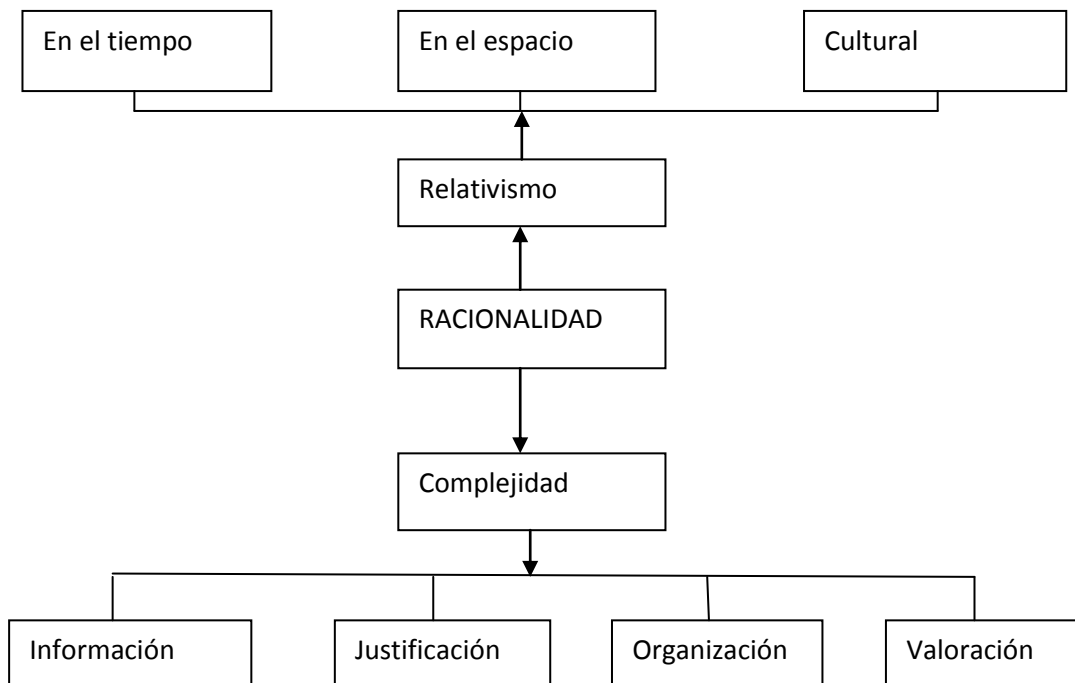 En el tiempo
En el espacio
Cultural
Relativismo
RACIONALIDAD
Complejidad
Información
Justificación
Organización
Valoración